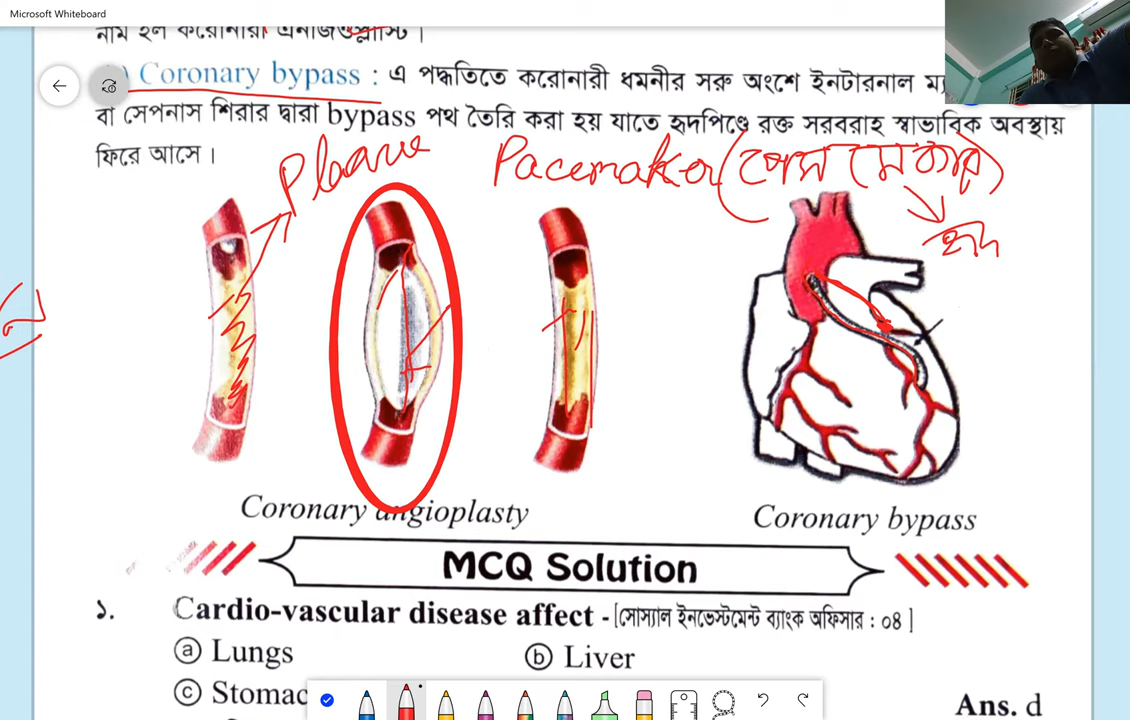 Microsoft Whiteboard
নাম হল করোনারী এনজিওপ্লাস্টি।
Coronary bypass : এ পদ্ধতিতে করোনারী ধমনীর সরু অংশে ইনটারনাল
বা সেপনাস শিরার দ্বারা bypass পথ তৈরি করা হয় যাতে হৃদপিণ্ডে রক্ত সরবরাহ স্বাভাবিক অবস্থায়
ফিরে আসে।
Pacemaker (পেস মেকার)
হৃদ
Coronary angioplasty
Coronary bypass
MCQ Solution
১. Cardio-vascular disease affect - [সোস্যাল ইনভেস্টমেন্ট ব্যাংক অফিসার : ০৪]
ⓐ Lungs ⓑ Liver
ⓒ Stomac
Ans. d